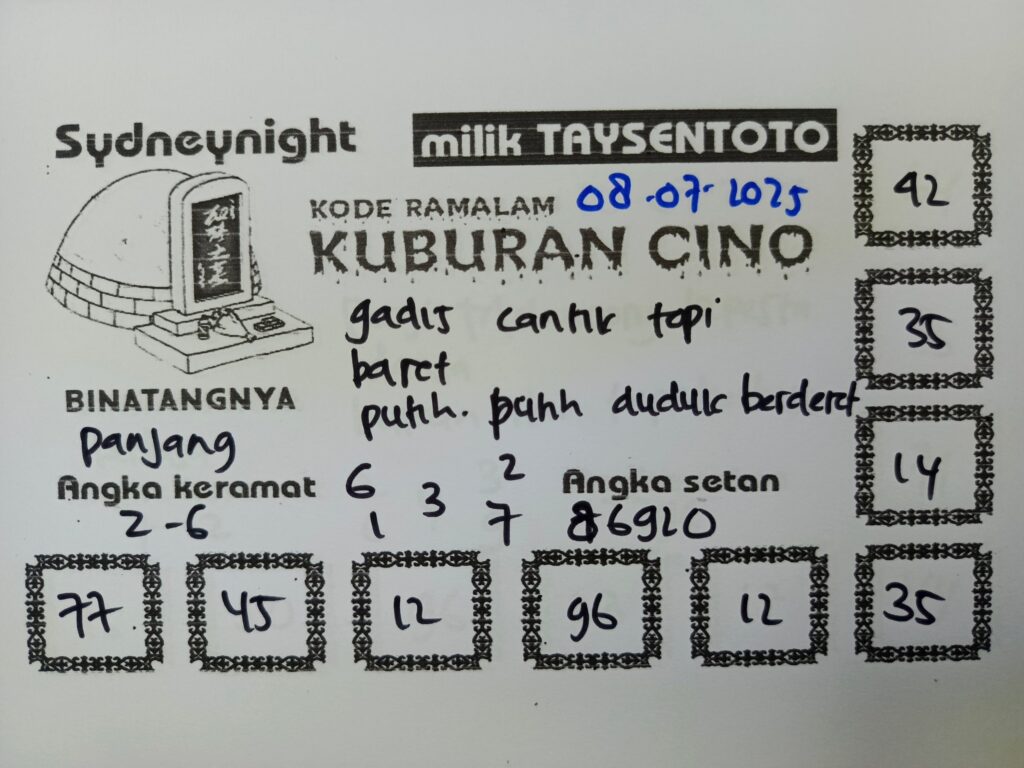 Sydneynight
milik TAYSENTOTO
KODE RAMALAM 08-07-2025
KUBURAN CINO
gadis cantik topi
baret
putih. putih duduk berderet
BINATANGNYA
panjang
Angka keramat
2-6
6 2
3
1 7
Angka setan
86920
42
35
14
77 45 12 96 12 35